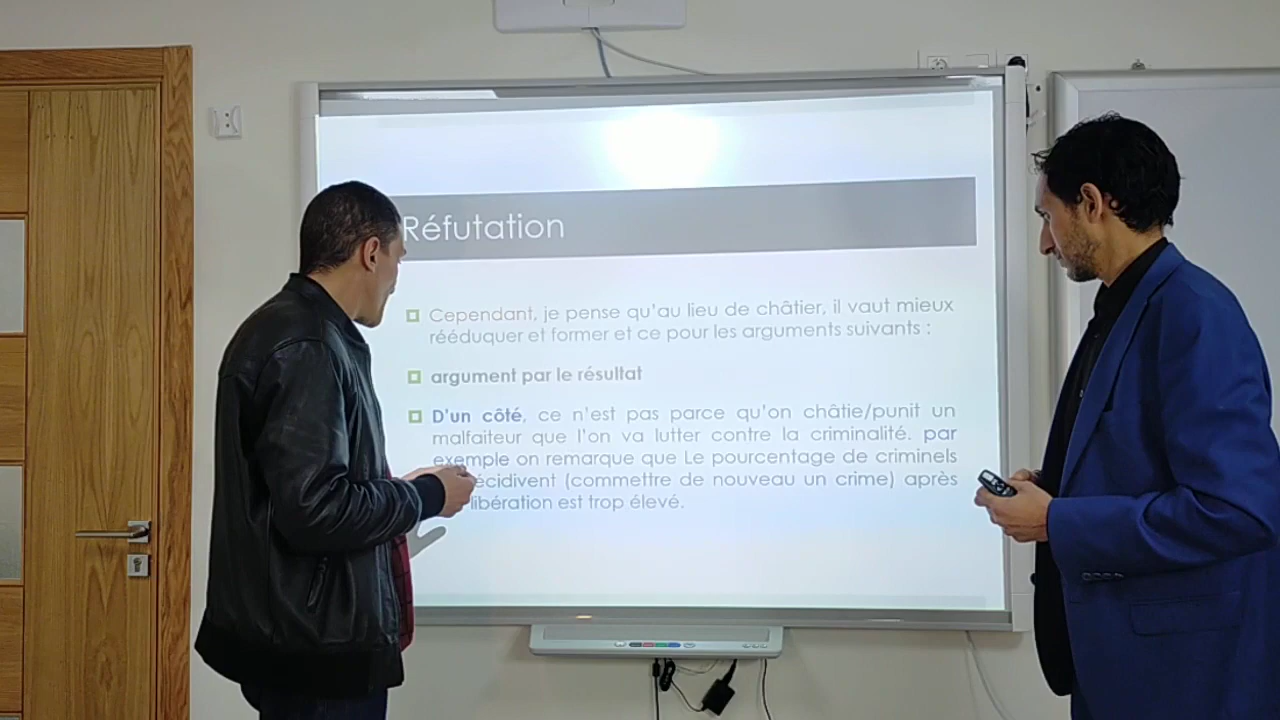 Réfutation
Cependant, je pense qu'au lieu de châtier, il vaut mieux
rééduquer et former et ce pour les arguments suivants :
argument par le résultat
D'un côté, ce n'est pas parce qu'on châtie/punit un
malfaiteur que l'on va lutter contre la criminalité. par
exemple on remarque que Le pourcentage de criminels
écidivent (commettre de nouveau un crime) après
libération est trop élevé.